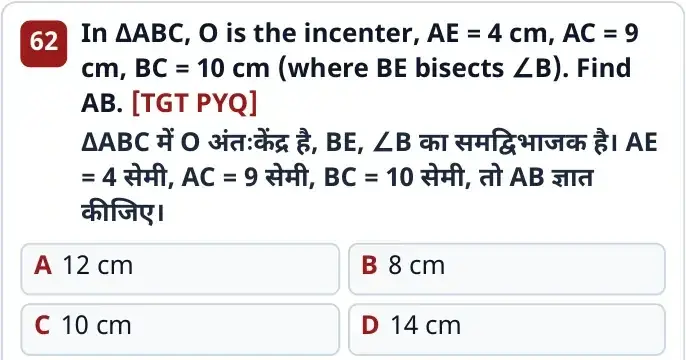 62 In ΔABC, O is the incenter, AE = 4 cm, AC = 9
cm, BC = 10 cm (where BE bisects ∠B). Find
AB. [TGT PYQ]
ΔABC में O अंतःकेंद्र है, BE, ∠B का समद्विभाजक है। AE
= 4 सेमी, AC = 9 सेमी, BC = 10 सेमी, तो AB ज्ञात
कीजिए।
A 12 cm
B 8 cm
C 10 cm
D 14 cm